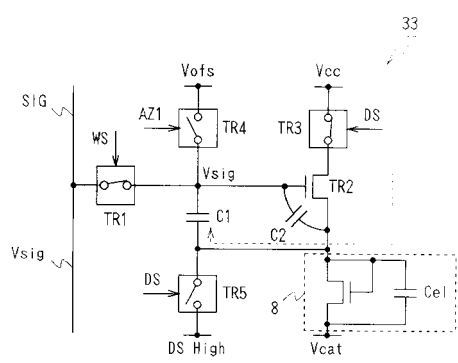 33
Vofs
Vcc
SIG
AZ1
TR4
TR3
DS
WS
Vsig
TR2
TR1
C1
C2
Vsig
DS
TR5
8
Cel
DS High
Vcat